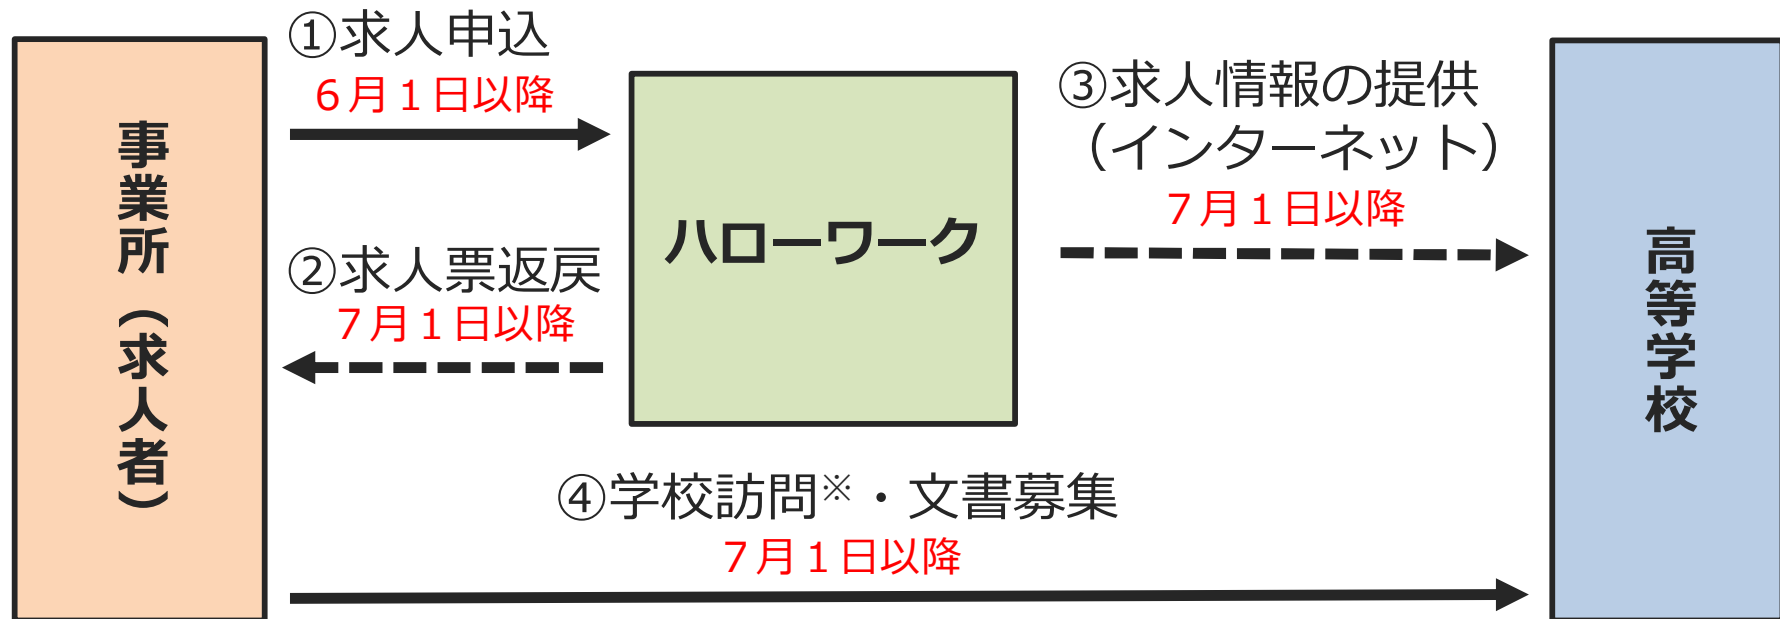 事業所（求人者）
①求人申込
６月１日以降
②求人票返戻
７月１日以降
ハローワーク
③求人情報の提供
（インターネット）
７月１日以降
④学校訪問※・文書募集
７月１日以降
高等学校